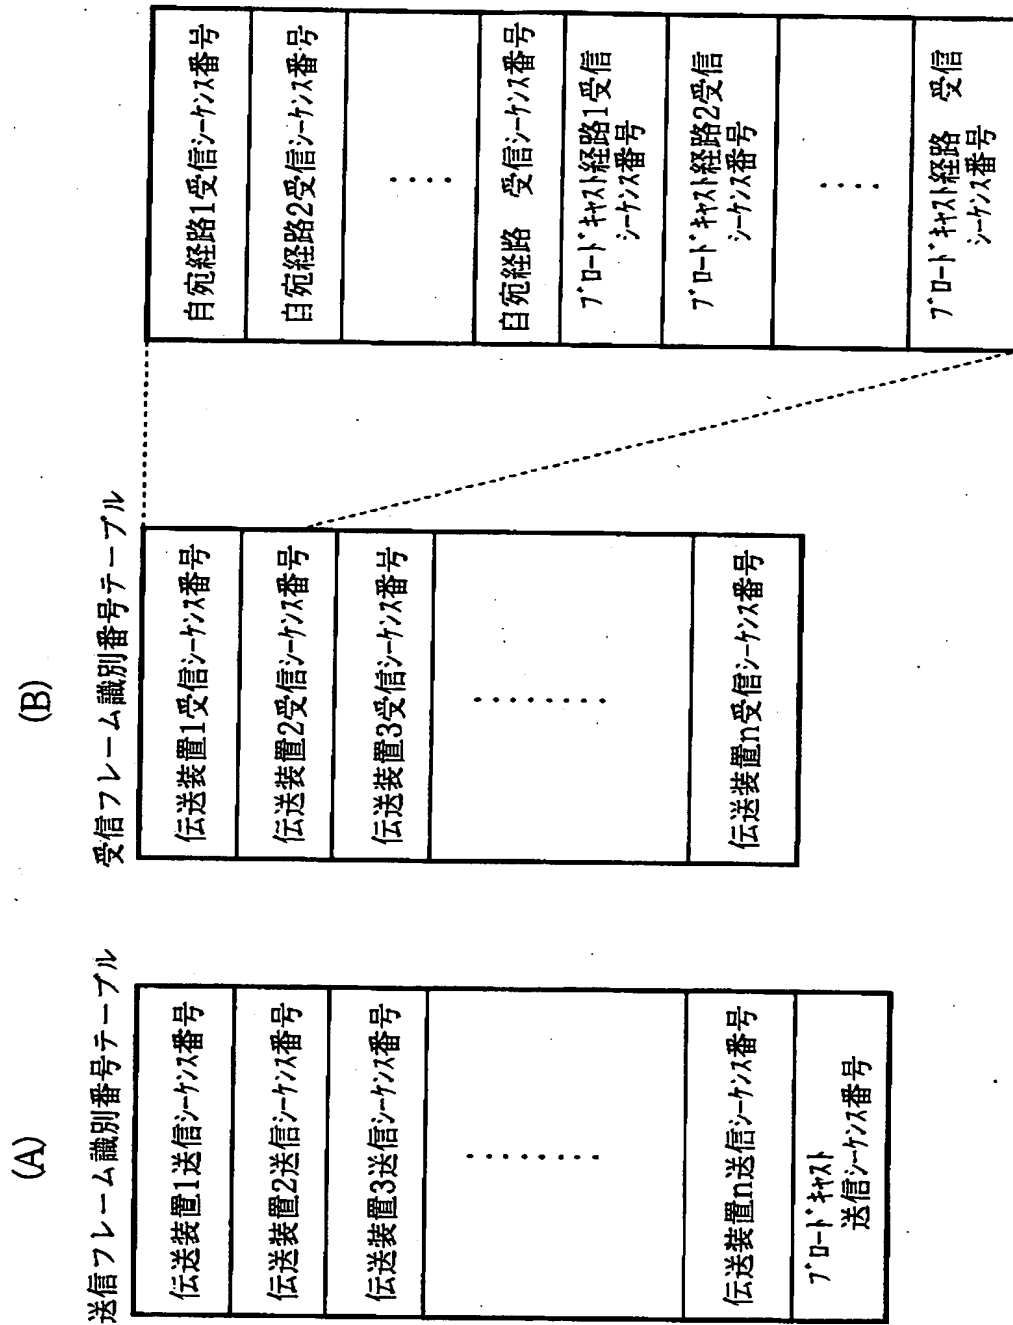 (A)
送信フレーム識別番号テーブル
伝送装置1送信ｼｰｹﾝｽ番号
伝送装置2送信ｼｰｹﾝｽ番号
伝送装置3送信ｼｰｹﾝｽ番号
・・・・・・・・
伝送装置n送信ｼｰｹﾝｽ番号
ﾌﾞﾛｰﾄﾞｷｬｽﾄ
送信ｼｰｹﾝｽ番号
(B)
受信フレーム識別番号テーブル
伝送装置1受信ｼｰｹﾝｽ番号
伝送装置2受信ｼｰｹﾝｽ番号
伝送装置3受信ｼｰｹﾝｽ番号
・・・・・・・・
伝送装置n受信ｼｰｹﾝｽ番号
自宛経路1受信ｼｰｹﾝｽ番号
自宛経路2受信ｼｰｹﾝｽ番号
・・・・
自宛経路　受信ｼｰｹﾝｽ番号
ﾌﾞﾛｰﾄﾞｷｬｽﾄ経路1受信
ｼｰｹﾝｽ番号
ﾌﾞﾛｰﾄﾞｷｬｽﾄ経路2受信
ｼｰｹﾝｽ番号
・・・・
ﾌﾞﾛｰﾄﾞｷｬｽﾄ経路　受信
ｼｰｹﾝｽ番号